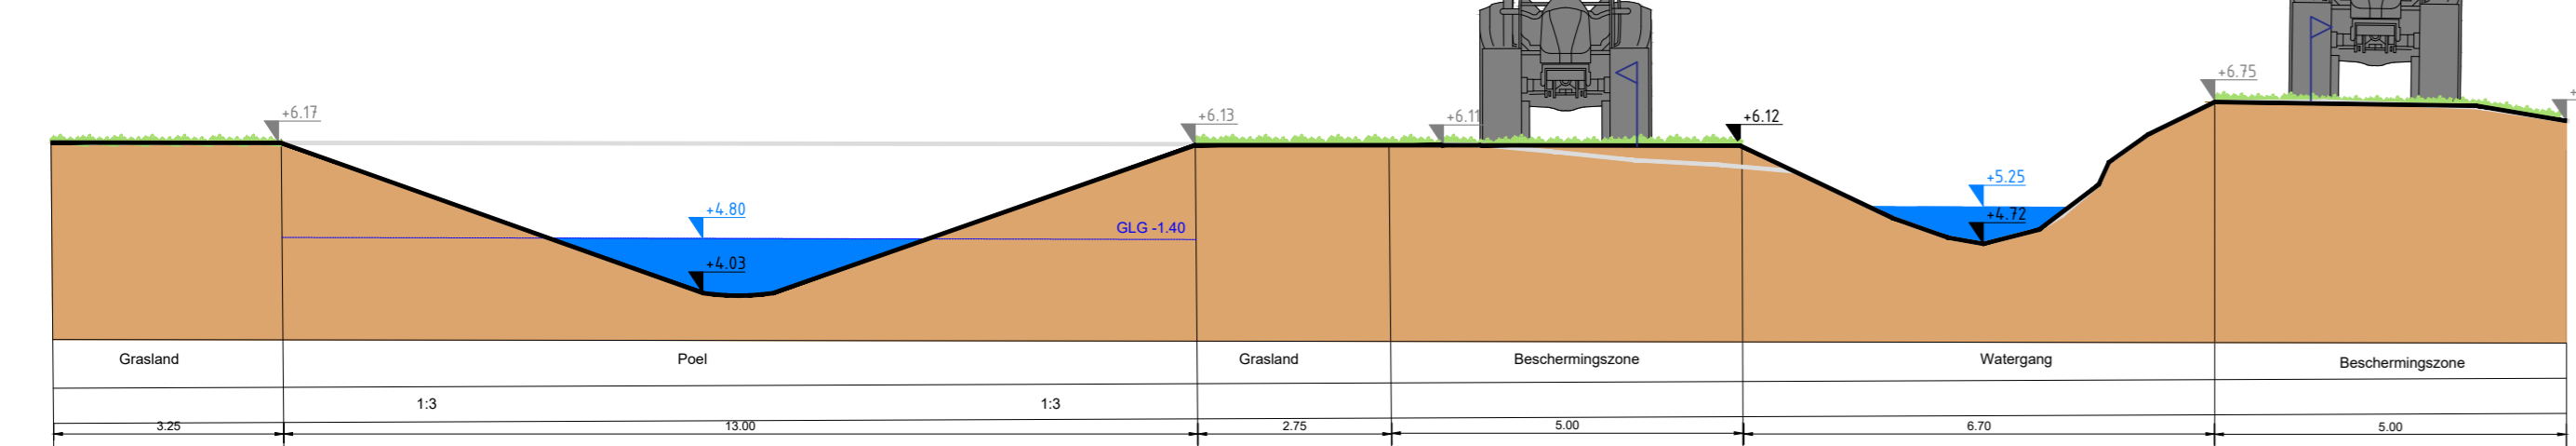 +6.75
+6.17
+6.13
+6.11
+6.12
+
+5.25
+4.80
+4.72
GLG -1.40
+4.03
Grasland
Poel
Grasland
Beschermingszone
Watergang
Beschermingszone
1:3
1:3
3.25
13.00
2.75
5.00
6.70
5.00